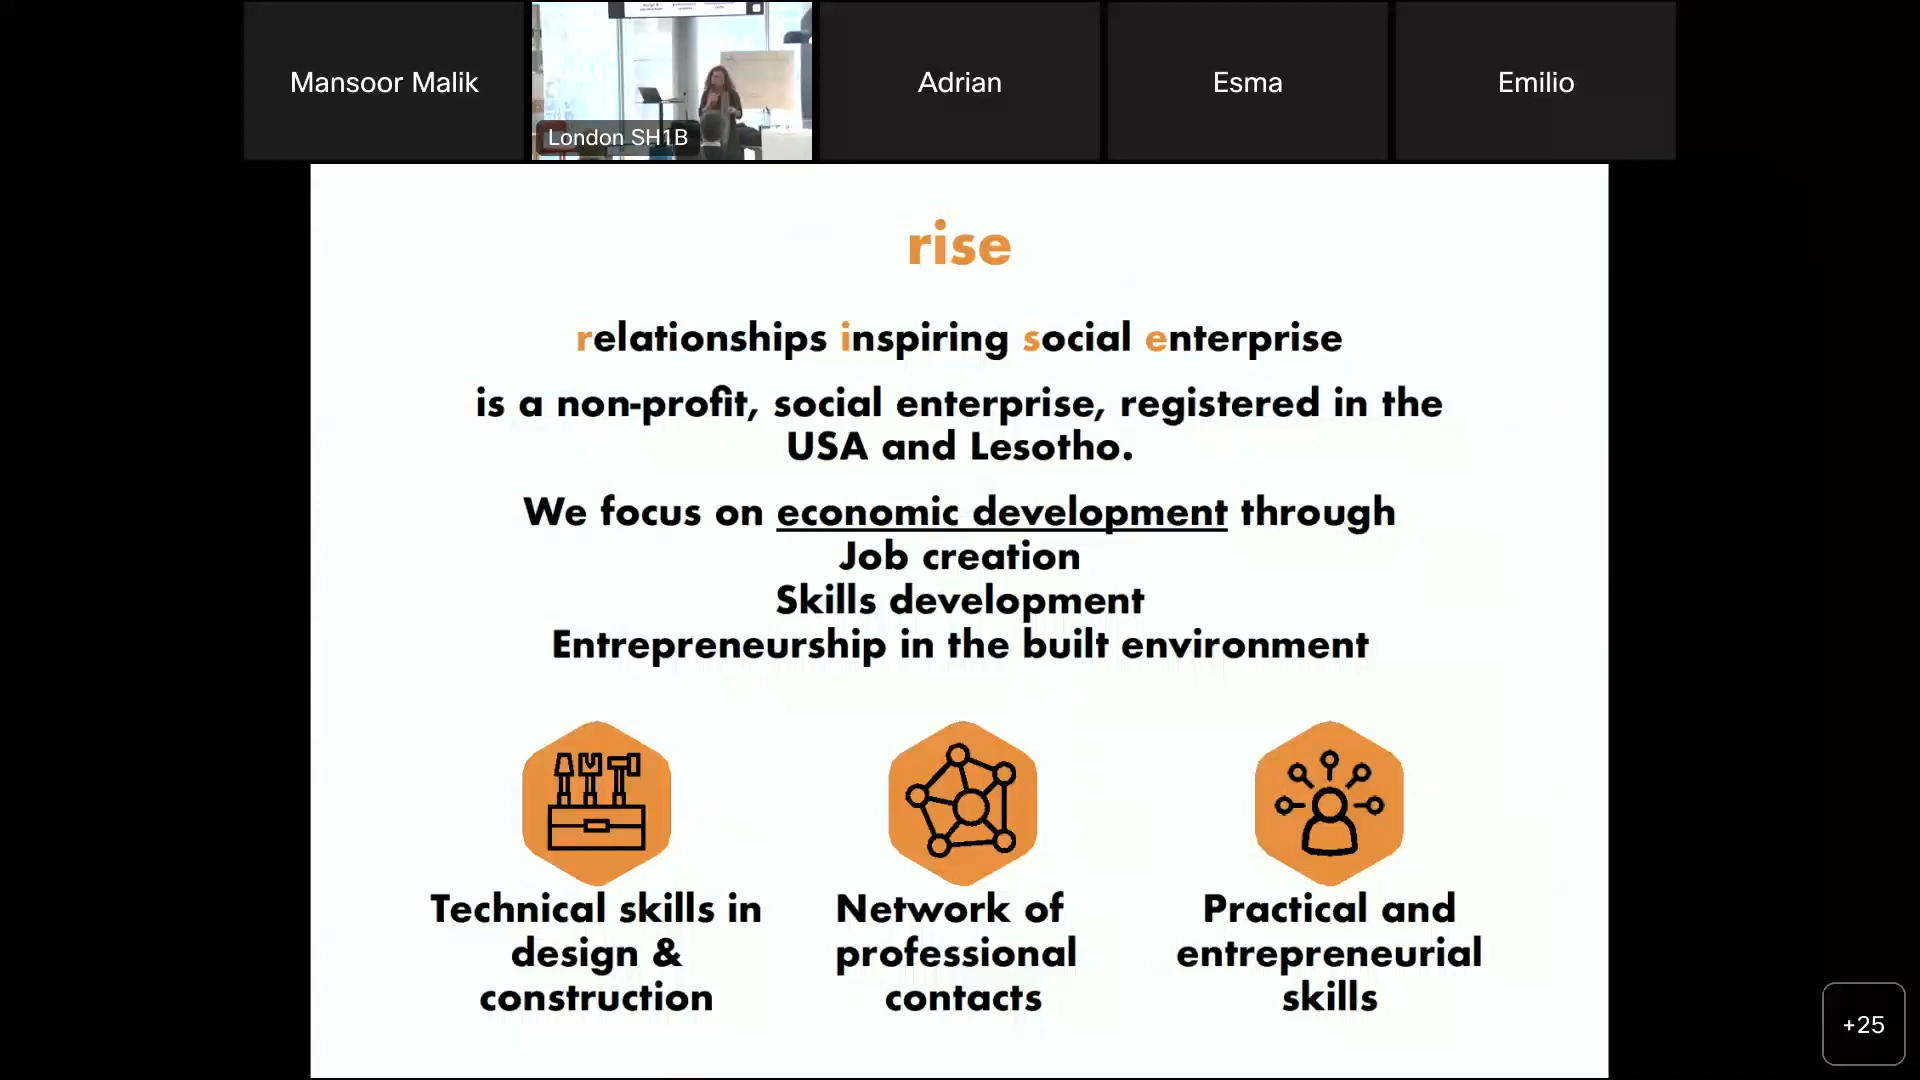 Mansoor Malik
London SH1B
Adrian
Esma
Emilio
rise
relationships inspiring social enterprise
is a non-profit, social enterprise, registered in the
USA and Lesotho.
We focus on economic development through
Job creation
Skills development
Entrepreneurship in the built environment
Technical skills in
design &
construction
Network of
professional
contacts
Practical and
entrepreneurial
skills
+25